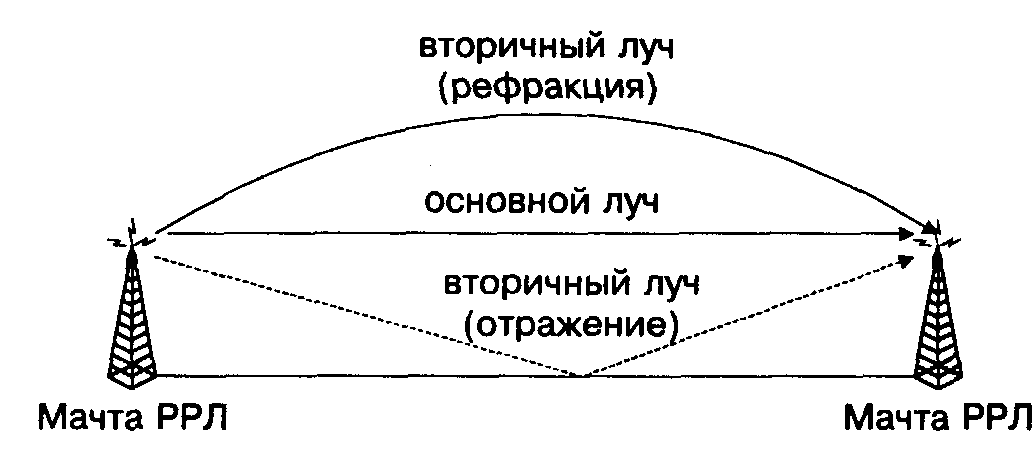 вторичный луч
(рефракция)
основной луч
вторичный луч
(отражение)
Мачта РРЛ
Мачта РРЛ